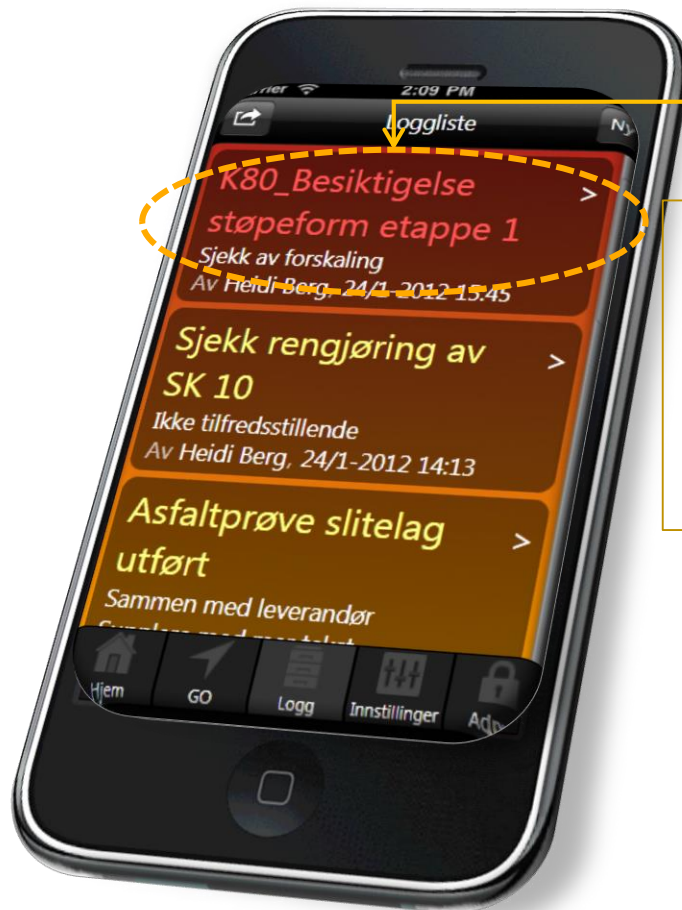 2:09 PM
Loggliste
K80_Besiktigelse
støpeform etappe 1
>
Sjekk av forskaling
Av Heidi Berg, 24/1-2012 15:45
Sjekk rengjøring av
SK 10
>
Ikke tilfredsstillende
Av Heidi Berg, 24/1-2012 14:13
Asfaltprøve slitelag
utført
>
Sammen med leverandør
Hjem
GO
Logg
Innstillinger